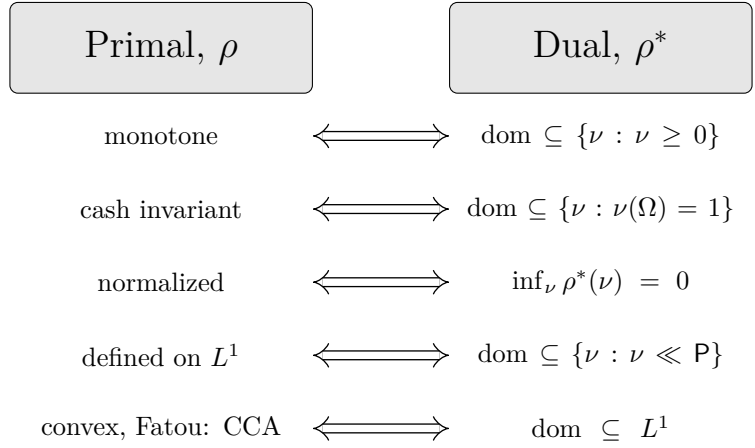 Primal, ρ Dual, ρ*
monotone ⟺ dom ⊆ {ν : ν ≥ 0}
cash invariant ⟺ dom ⊆ {ν : ν(Ω) = 1}
normalized ⟺ inf_ν ρ*(ν) = 0
defined on L¹ ⟺ dom ⊆ {ν : ν ≪ P}
convex, Fatou: CCA ⟺ dom ⊆ L¹